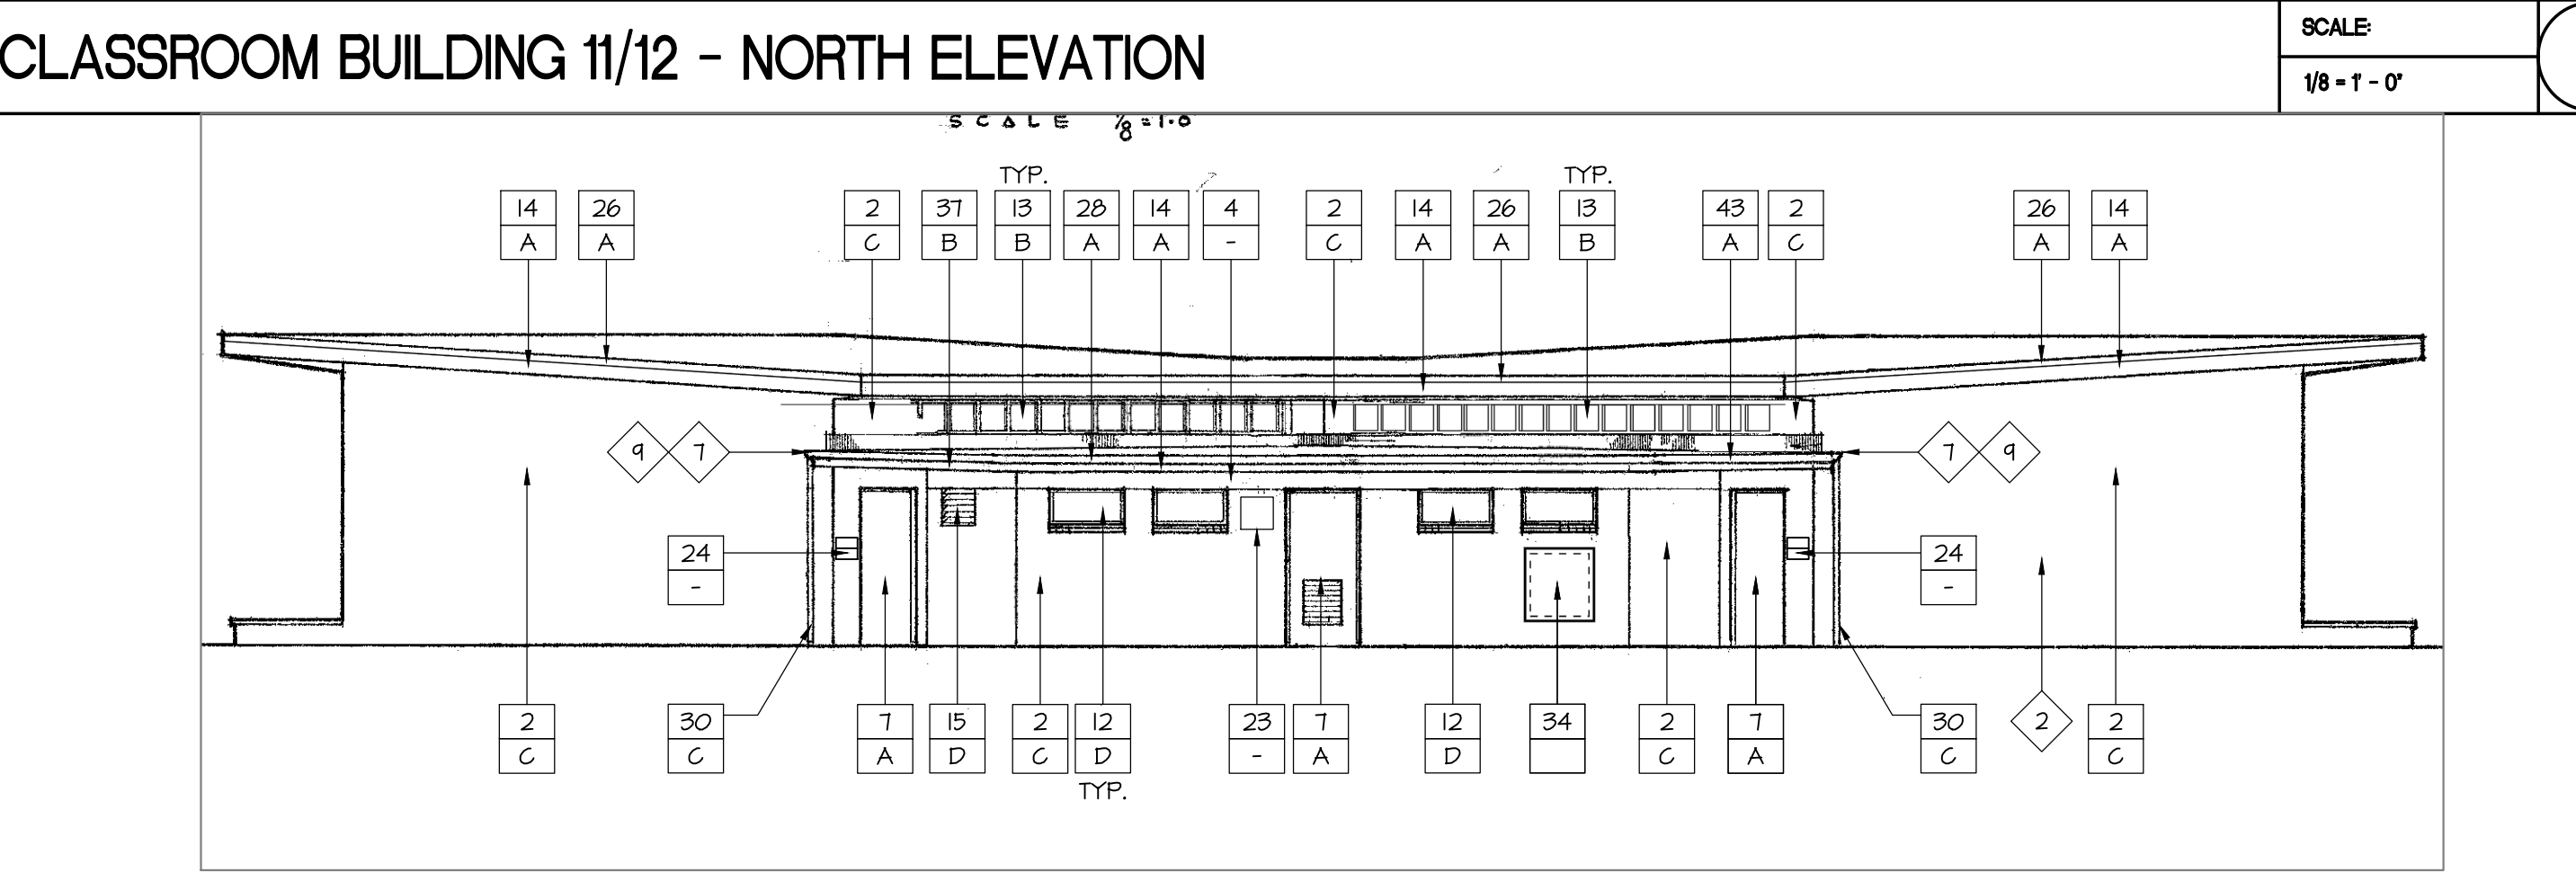 CLASSROOM BUILDING 11/12 - NORTH ELEVATION
SCALE:
1/8 = 1' - 0"
SCALE 1/8 = 1-0
TYP. TYP.
14 26 2 37 13 28 14 4 2 14 26 13 43 2 26 14
A A C B B A A - C A A B A C A A
9 7 7 9
24 24
- -
2 30 7 15 2 12 23 7 12 34 2 7 30 2 2
C C A D C D - A D C A C C
TYP.